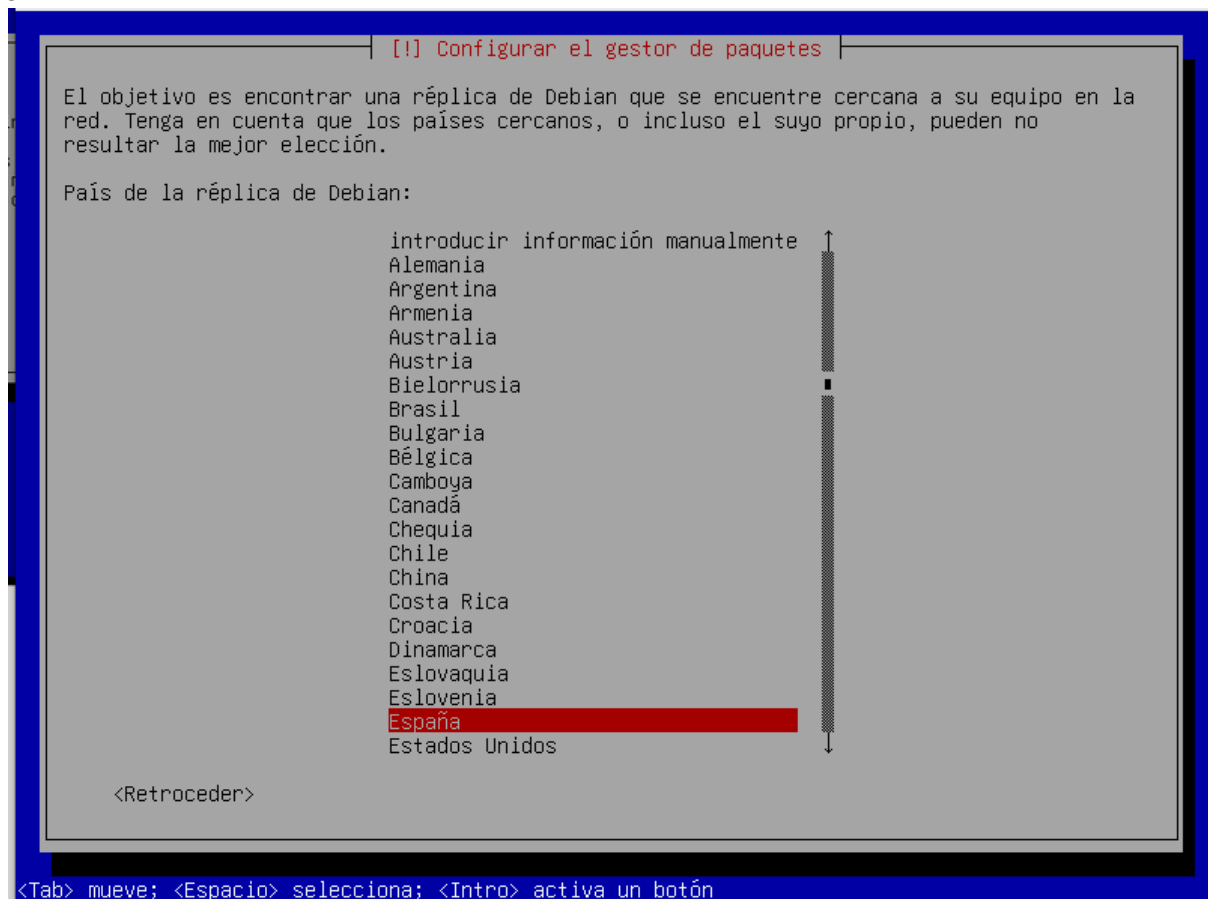 [!] Configurar el gestor de paquetes
El objetivo es encontrar una réplica de Debian que se encuentre cercana a su equipo en la
red. Tenga en cuenta que los países cercanos, o incluso el suyo propio, pueden no
resultar la mejor elección.
País de la réplica de Debian:
introducir información manualmente
Alemania
Argentina
Armenia
Australia
Austria
Bielorrusia
Brasil
Bulgaria
Bélgica
Camboya
Canadá
Chequia
Chile
China
Costa Rica
Croacia
Dinamarca
Eslovaquia
Eslovenia
España
Estados Unidos
<Retroceder>
<Tab> mueve; <Espacio> selecciona; <Intro> activa un botón